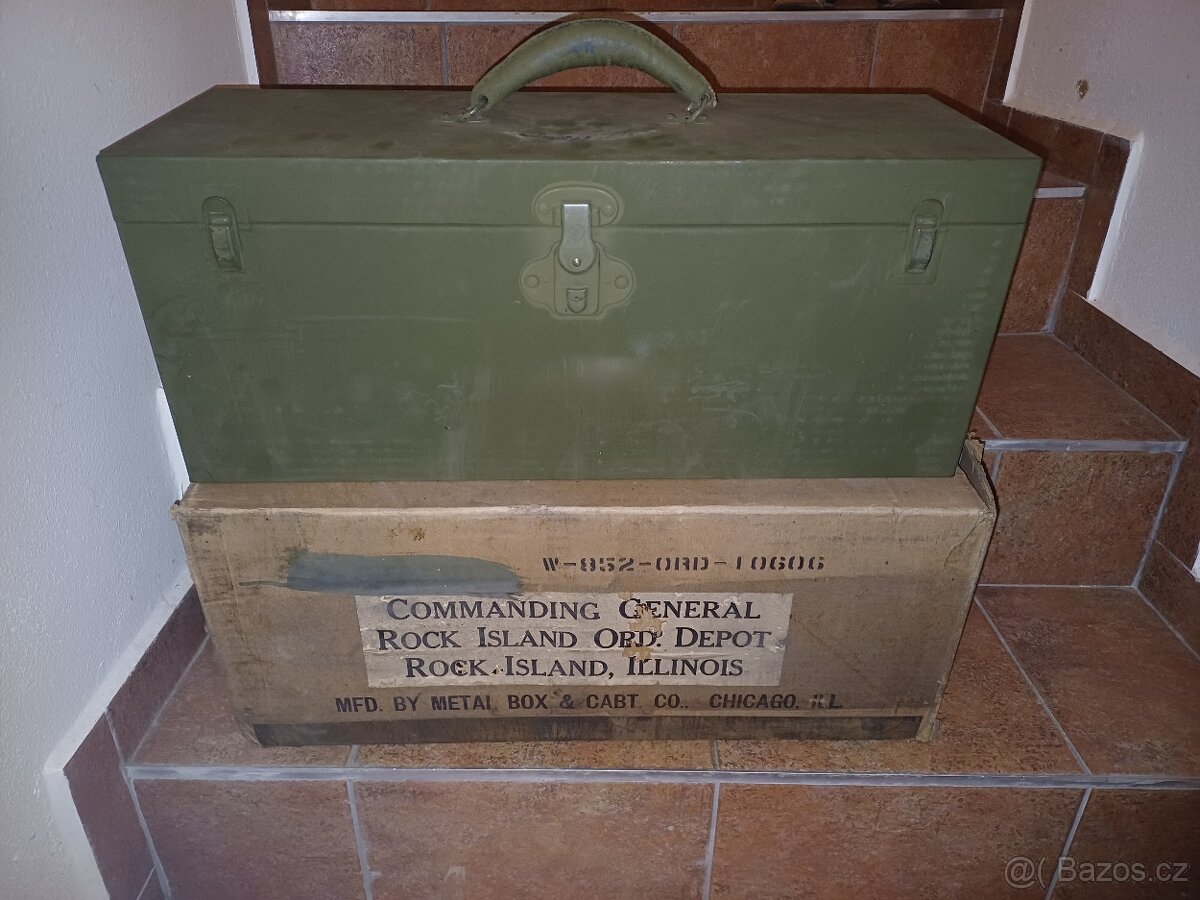 W-952-ORD-10606
COMMANDING GENERAL
ROCK ISLAND ORD. DEPOT
ROCK ISLAND, ILLINOIS
MFD. BY METAL BOX & CABT. CO., CHICAGO, ILL.
@( Bazos.cz